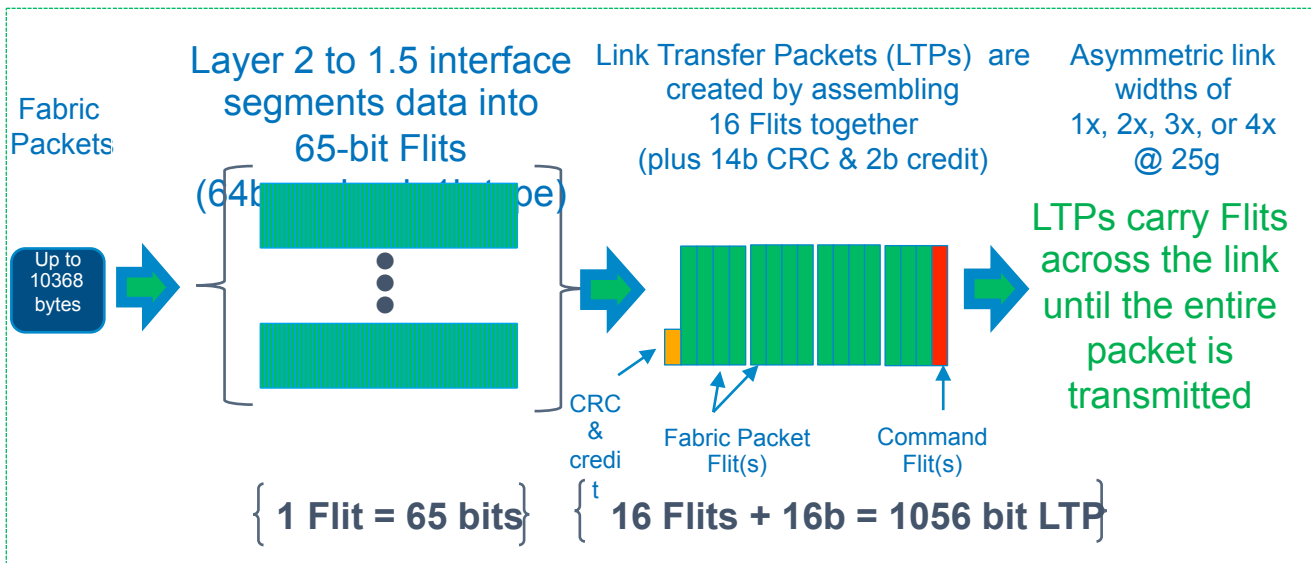 Fabric
Packets
Up to
10368
bytes
Layer 2 to 1.5 interface
segments data into
65-bit Flits
(64b
Link Transfer Packets (LTPs) are
created by assembling
16 Flits together
(plus 14b CRC & 2b credit)
Asymmetric link
widths of
1x, 2x, 3x, or 4x
@ 25g
LTPs carry Flits
across the link
until the entire
packet is
transmitted
CRC
&
credi
t
Fabric Packet
Flit(s)
Command
Flit(s)
{ 1 Flit = 65 bits }
{ 16 Flits + 16b = 1056 bit LTP }